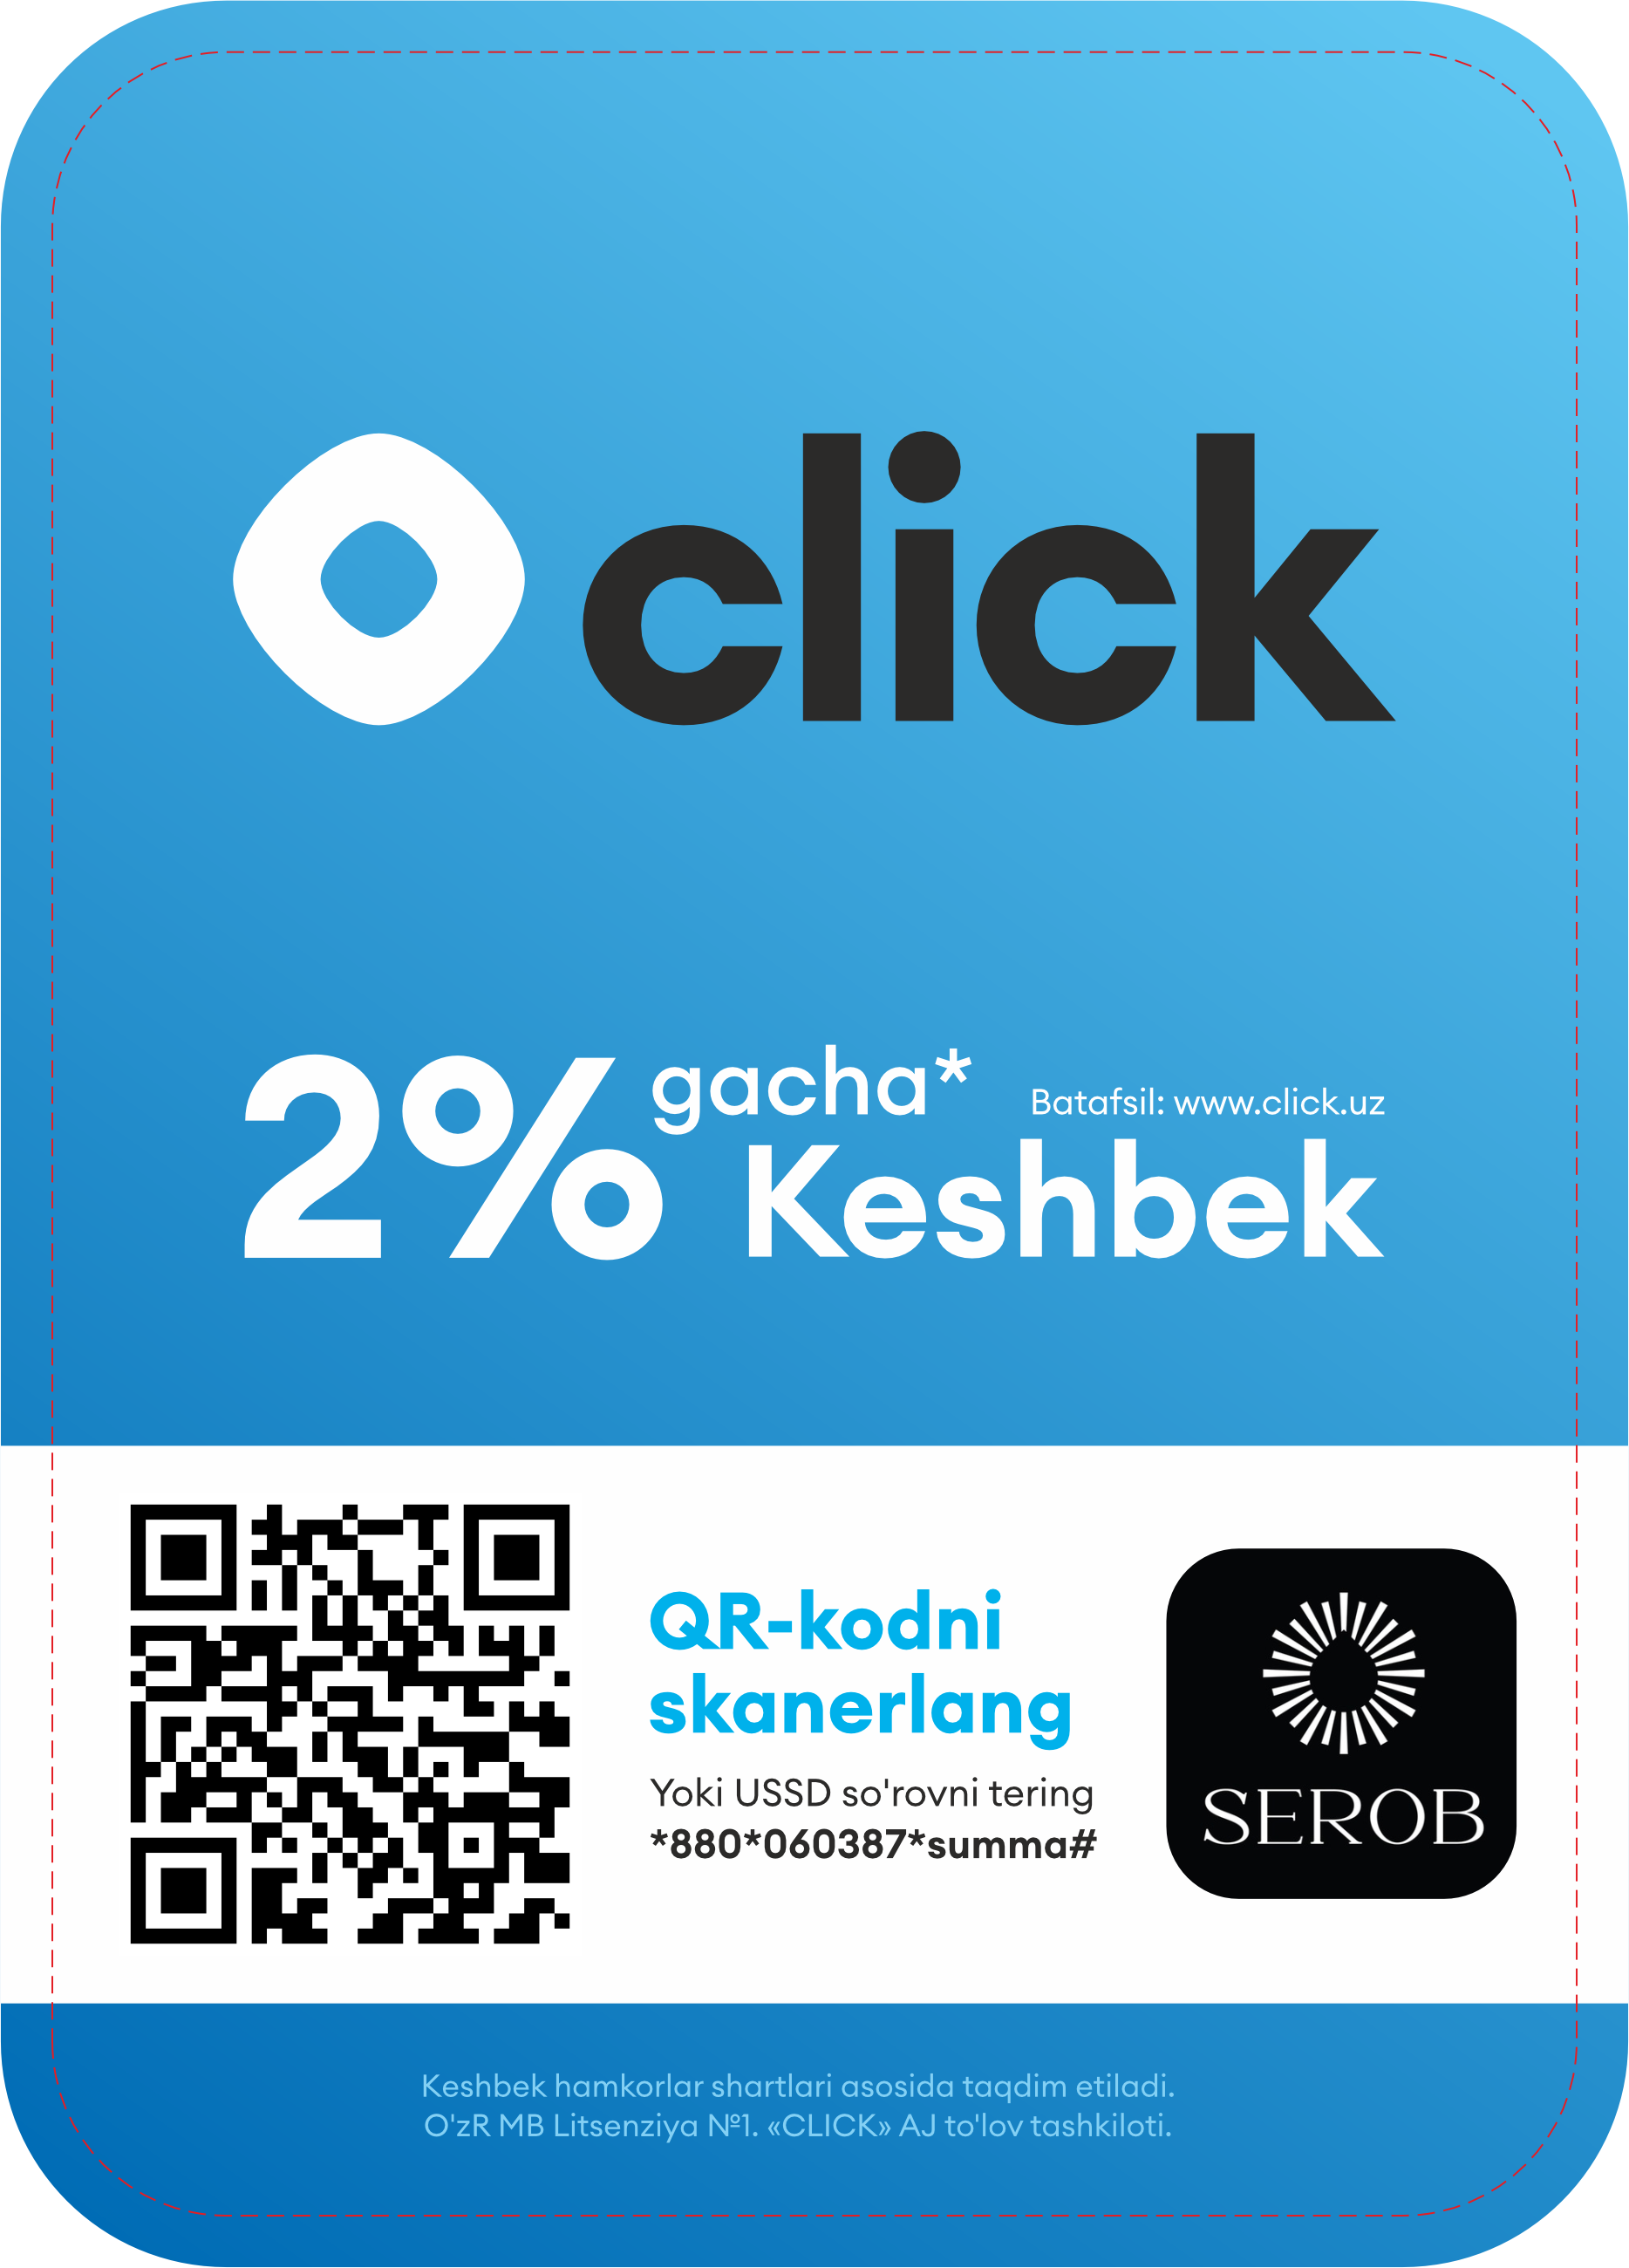 click
2% gacha*
Batafsil: www.click.uz
Keshbek
QR-kodni
skanerlang
Yoki USSD so'rovni tering
*880*060387*summa#
SEROB
Keshbek hamkorlar shartlari asosida taqdim etiladi.
O'zR MB Litsenziya №1. «CLICK» AJ to'lov tashkiloti.